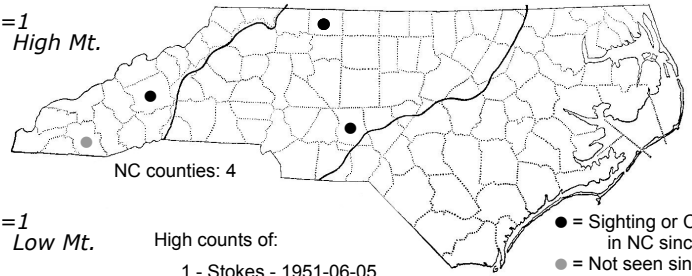 =1
High Mt.
NC counties: 4
=1
Low Mt.
High counts of:
1 - Stokes - 1951-06-05
● = Sighting or C
in NC sinc
● = Not seen sin